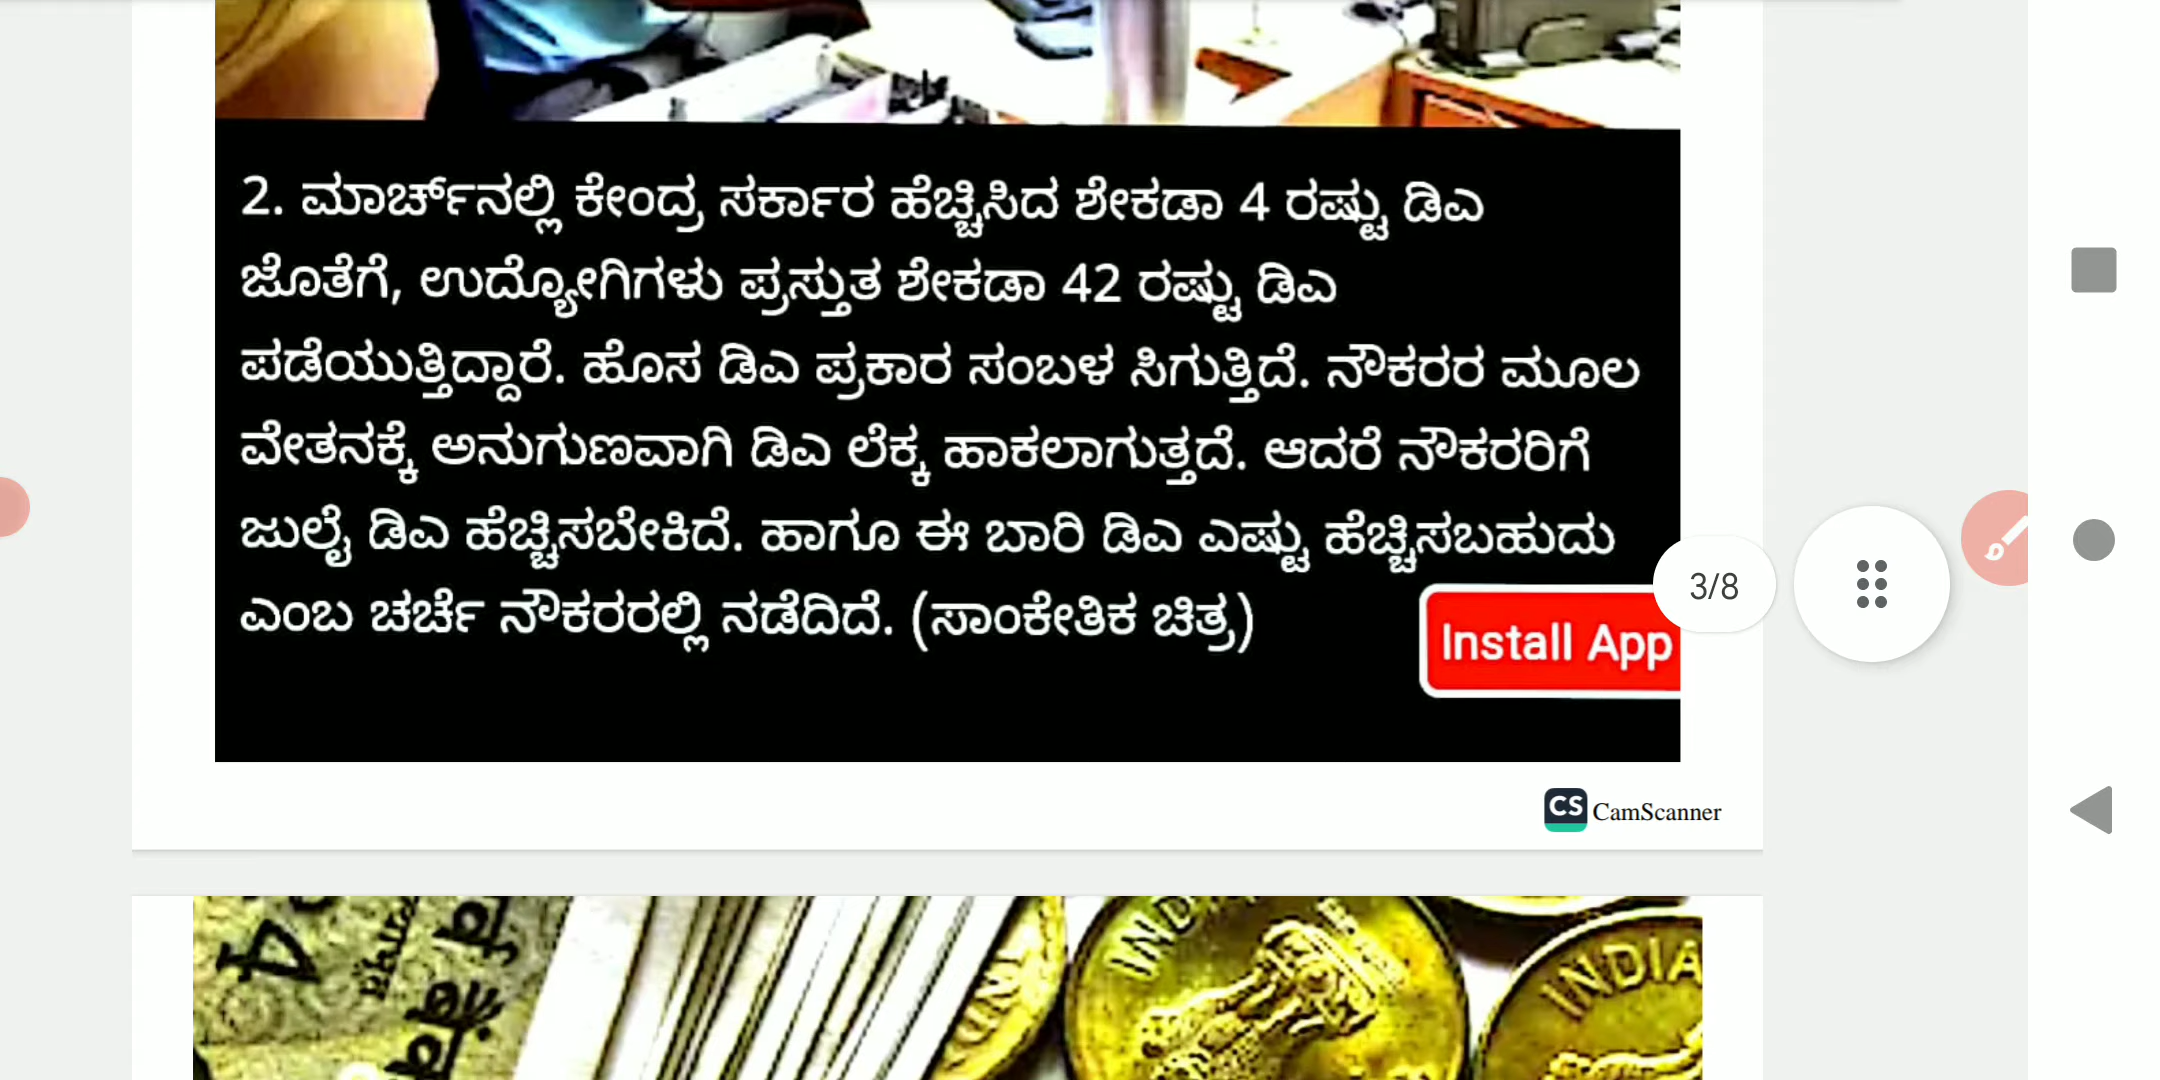 2. ಮಾರ್ಚ್‌ನಲ್ಲಿ ಕೇಂದ್ರ ಸರ್ಕಾರ ಹೆಚ್ಚಿಸಿದ ಶೇಕಡಾ 4 ರಷ್ಟು ಡಿಎ
ಜೊತೆಗೆ, ಉದ್ಯೋಗಿಗಳು ಪ್ರಸ್ತುತ ಶೇಕಡಾ 42 ರಷ್ಟು ಡಿಎ
ಪಡೆಯುತ್ತಿದ್ದಾರೆ. ಹೊಸ ಡಿಎ ಪ್ರಕಾರ ಸಂಬಳ ಸಿಗುತ್ತಿದೆ. ನೌಕರರ ಮೂಲ
ವೇತನಕ್ಕೆ ಅನುಗುಣವಾಗಿ ಡಿಎ ಲೆಕ್ಕ ಹಾಕಲಾಗುತ್ತದೆ. ಆದರೆ ನೌಕರರಿಗೆ
ಜುಲೈ ಡಿಎ ಹೆಚ್ಚಿಸಬೇಕಿದೆ. ಹಾಗೂ ಈ ಬಾರಿ ಡಿಎ ಎಷ್ಟು ಹೆಚ್ಚಿಸಬಹುದು
ಎಂಬ ಚರ್ಚೆ ನೌಕರರಲ್ಲಿ ನಡೆದಿದೆ. (ಸಾಂಕೇತಿಕ ಚಿತ್ರ)
3/8
Install App
CS CamScanner
INDIA